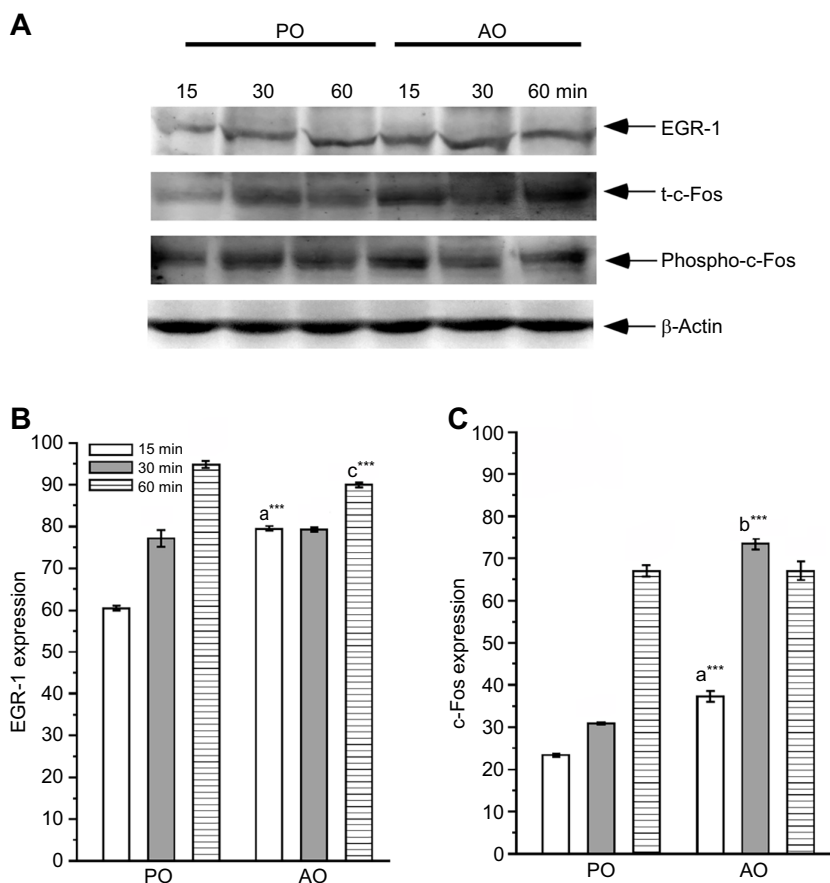 A
PO AO
15 30 60 15 30 60 min
EGR-1
t-c-Fos
Phospho-c-Fos
β-Actin
B
EGR-1 expression
100
90
80
70
60
50
40
30
20
10
0
15 min
30 min
60 min
a***
c***
PO AO
C
c-Fos expression
100
90
80
70
60
50
40
30
20
10
0
a***
b***
PO AO